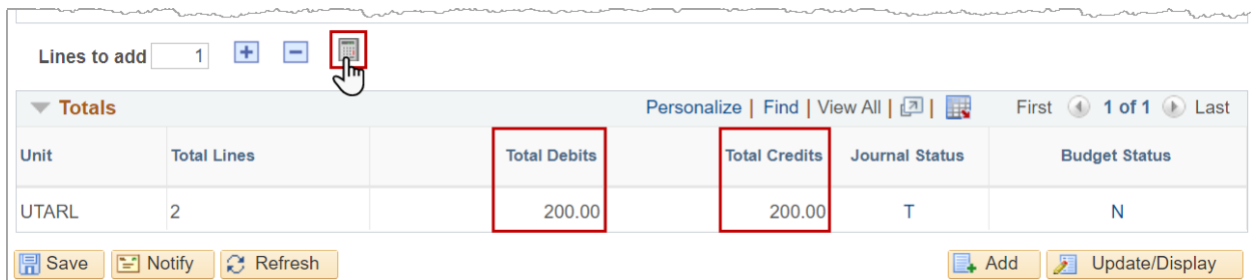 Lines to add 1
Totals Personalize | Find | View All | | First 1 of 1 Last
Unit Total Lines Total Debits Total Credits Journal Status Budget Status
UTARL 2 200.00 200.00 T N
Save Notify Refresh Add Update/Display